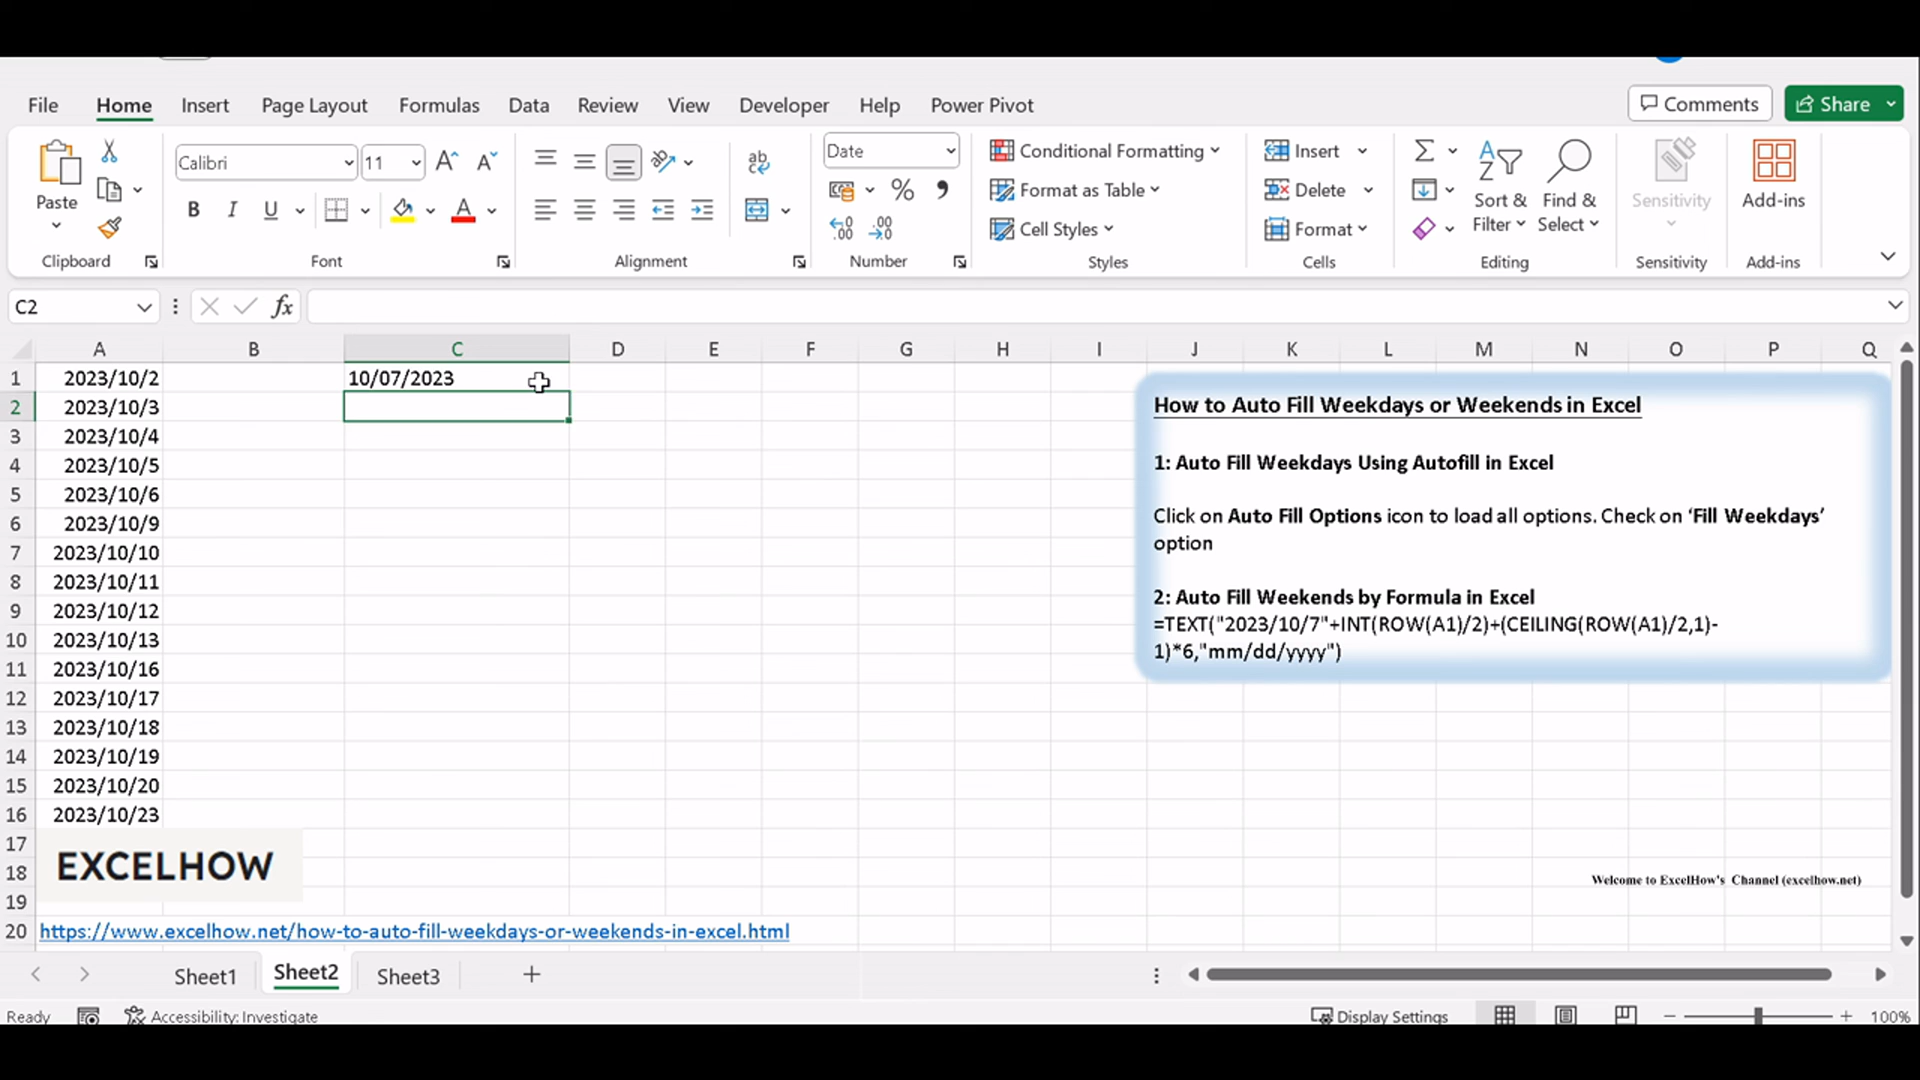 File Home Insert Page Layout Formulas Data Review View Developer Help Power Pivot Comments Share
Calibri 11 Date Conditional Formatting Insert
Paste Format as Table Delete Sort & Find & Sensitivity Add-ins
B I U A ab % Cell Styles Format Filter Select
Clipboard Font Alignment Number Styles Cells Editing Sensitivity Add-ins
C2 fx
A B C D E F G H I J K L M N O P Q
1 2023/10/2 10/07/2023
2 2023/10/3
3 2023/10/4
4 2023/10/5
5 2023/10/6
6 2023/10/9
7 2023/10/10
8 2023/10/11
9 2023/10/12
10 2023/10/13
11 2023/10/16
12 2023/10/17
13 2023/10/18
14 2023/10/19
15 2023/10/20
16 2023/10/23
17
18
19
20 https://www.excelhow.net/how-to-auto-fill-weekdays-or-weekends-in-excel.html
EXCELHOW
How to Auto Fill Weekdays or Weekends in Excel
1: Auto Fill Weekdays Using Autofill in Excel
Click on Auto Fill Options icon to load all options. Check on ‘Fill Weekdays’
option
2: Auto Fill Weekends by Formula in Excel
=TEXT("2023/10/7"+INT(ROW(A1)/2)+(CEILING(ROW(A1)/2,1)-
1)*6,"mm/dd/yyyy")
Welcome to ExcelHow's Channel (excelhow.net)
Sheet1 Sheet2 Sheet3
Ready Accessibility: Investigate Display Settings 100%